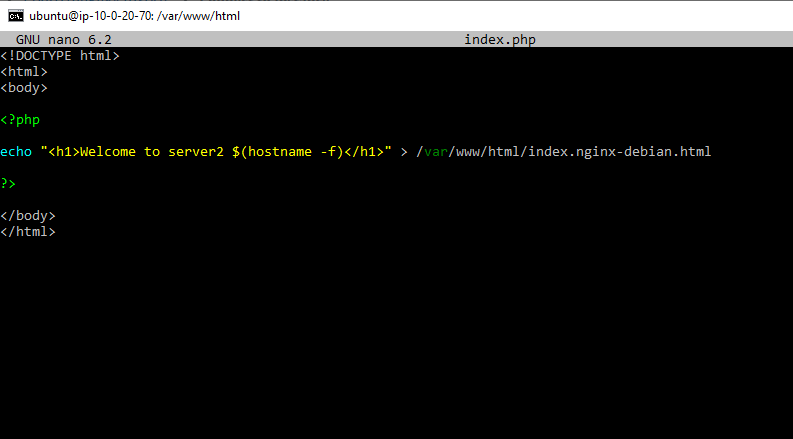 ubuntu@ip-10-0-20-70: /var/www/html
GNU nano 6.2 index.php
<!DOCTYPE html>
<html>
<body>
<?php
echo "<h1>Welcome to server2 $(hostname -f)</h1>" > /var/www/html/index.nginx-debian.html
?>
</body>
</html>